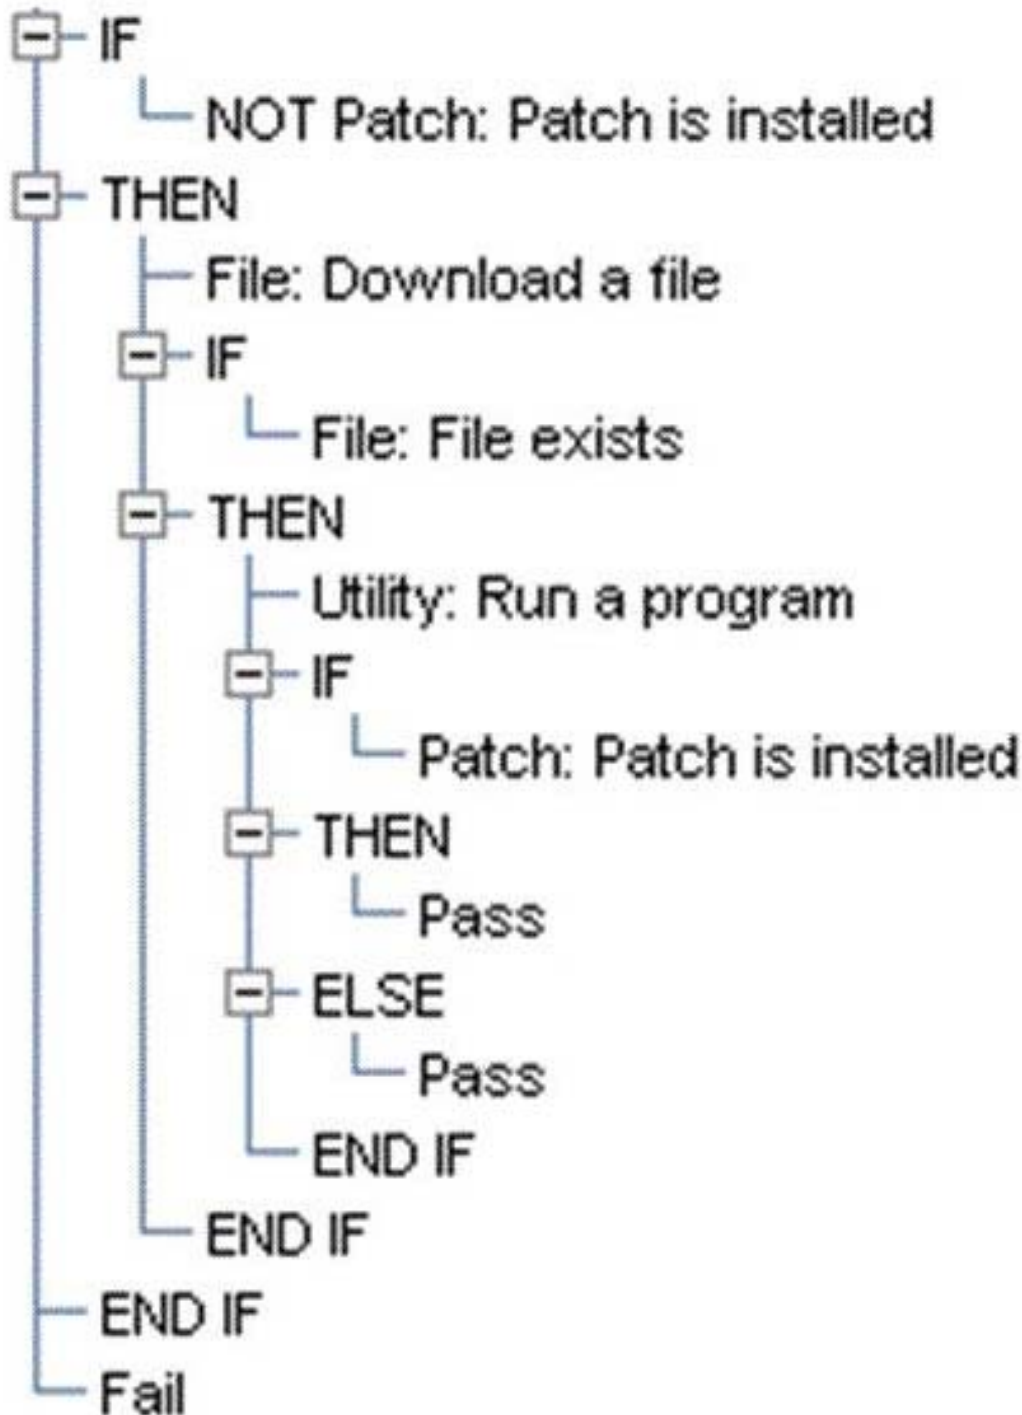 IF
NOT Patch: Patch is installed
THEN
File: Download a file
IF
File: File exists
THEN
Utility: Run a program
IF
Patch: Patch is installed
THEN
Pass
ELSE
Pass
END IF
END IF
END IF
Fail